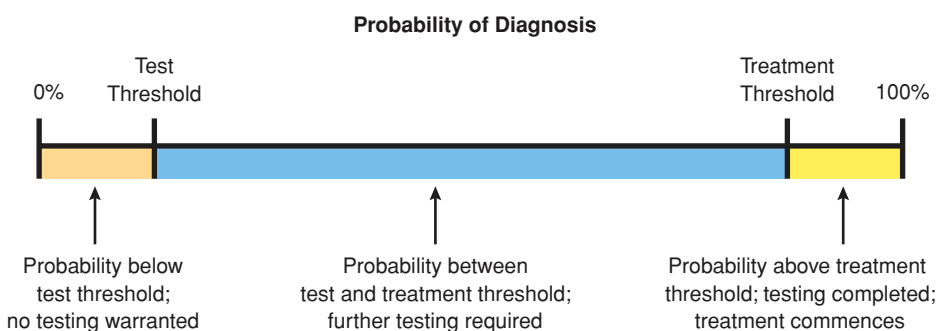 Probability of Diagnosis
0%
Test
Threshold
Treatment
Threshold
100%
Probability below
test threshold;
no testing warranted
Probability between
test and treatment threshold;
further testing required
Probability above treatment
threshold; testing completed;
treatment commences